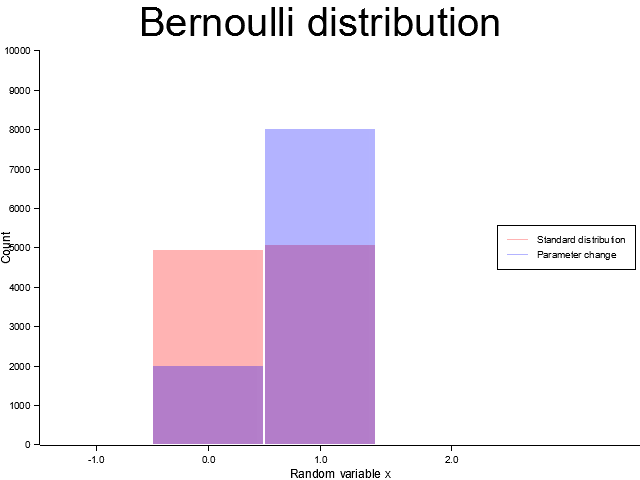 Bernoulli distribution
10000
9000
8000
7000
6000
5000
4000
3000
2000
1000
0
Count
Standard distribution
Parameter change
-1.0 0.0 1.0 2.0
Random variable x